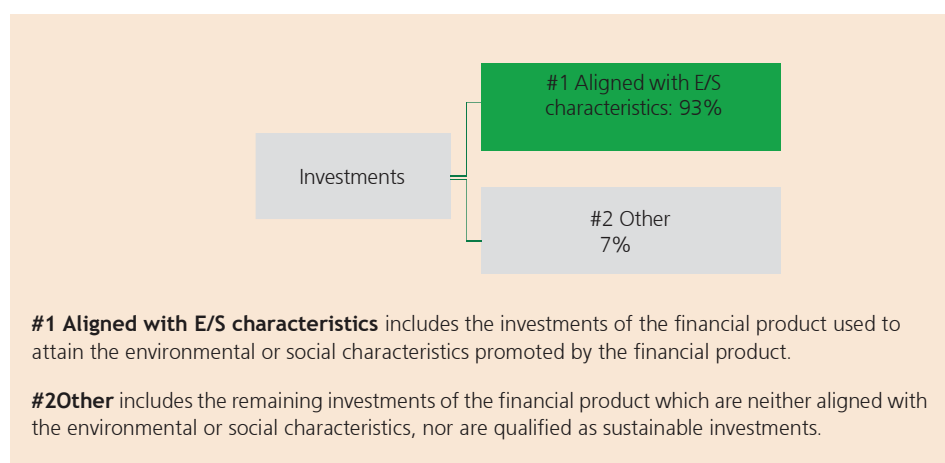 #1 Aligned with E/S
characteristics: 93%
Investments
#2 Other
7%
#1 Aligned with E/S characteristics includes the investments of the financial product used to
attain the environmental or social characteristics promoted by the financial product.
#2Other includes the remaining investments of the financial product which are neither aligned with
the environmental or social characteristics, nor are qualified as sustainable investments.